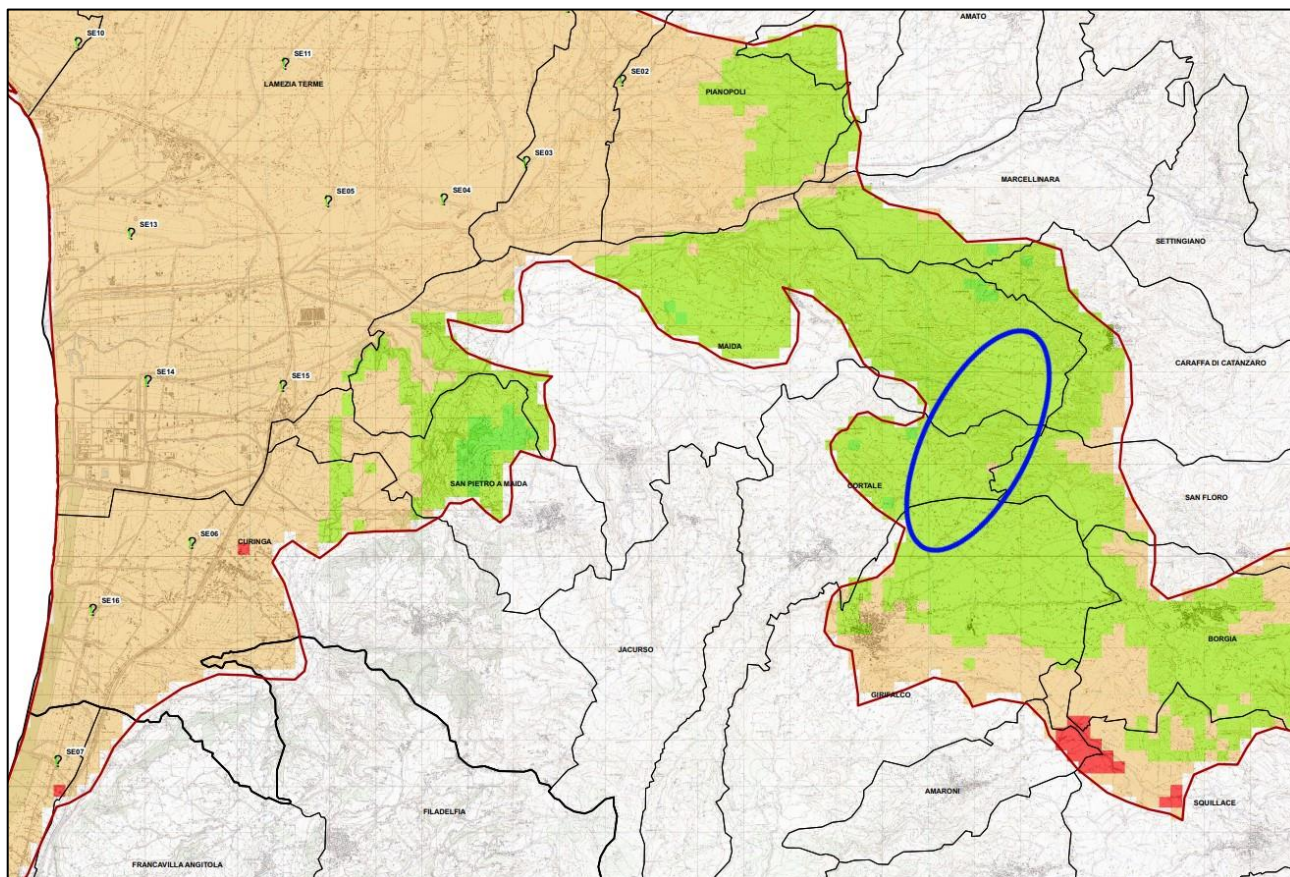 SE10
AMATO
SE11
LAMEZIA TERME
SE02
PIANOPOLI
SE03
MARCELLINARA
SE05
SE04
SE13
SETTINGIANO
MAIDA
CARAFFA DI CATANZARO
SE14
SE15
SAN PIETRO A MAIDA
CORTALE
SAN FLORO
SE06
CURINGA
SE16
BORGIA
JACURSO
GIRIFALCO
SE07
AMARONI
SQUILLACE
FILADELFIA
FRANCAVILLA ANGITOLA